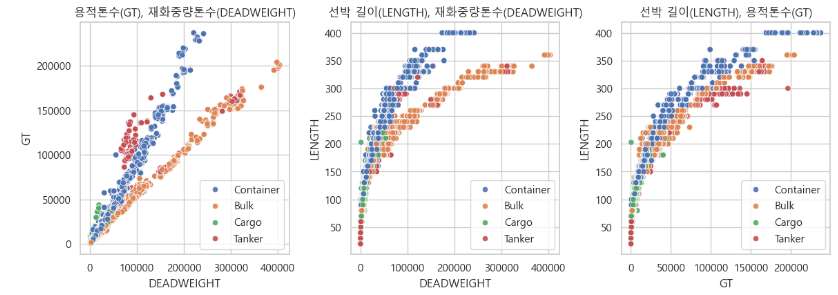 용적톤수(GT), 재화중량톤수(DEADWEIGHT)
GT
200000
150000
100000
50000
0
Container
Bulk
Cargo
Tanker
0 100000 200000 300000 400000
DEADWEIGHT
선박 길이(LENGTH), 재화중량톤수(DEADWEIGHT)
LENGTH
400
350
300
250
200
150
100
50
Container
Bulk
Cargo
Tanker
0 100000 200000 300000 400000
DEADWEIGHT
선박 길이(LENGTH), 용적톤수(GT)
LENGTH
400
350
300
250
200
150
100
50
Container
Bulk
Cargo
Tanker
0 50000 100000 150000 200000
GT